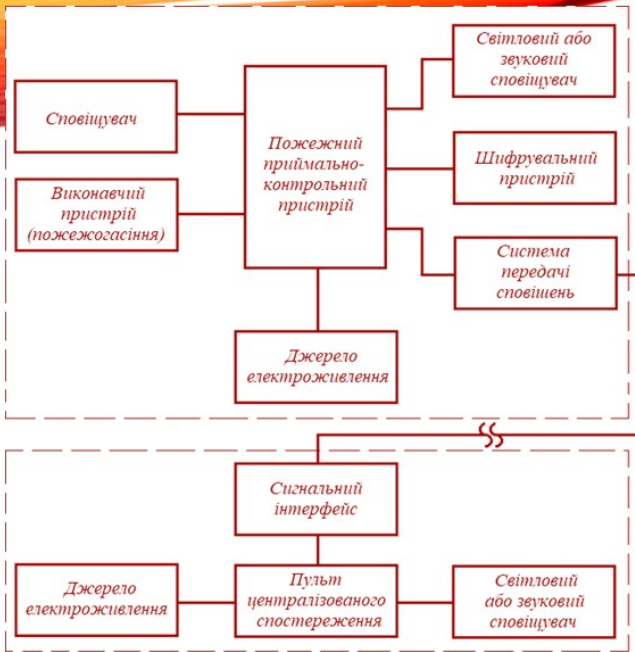 Світловий або
звуковий
сповіщувач
Сповіщувач
Пожежний
приймально-
контрольний
пристрій
Шифрувальний
пристрій
Виконавчий
пристрій
(пожежогасіння)
Система
передачі
сповішень
Джерело
електроживлення
Сигнальний
інтерфейс
Джерело
електроживлення
Пульт
централізованого
спостереження
Світловий
або звуковий
сповіщувач